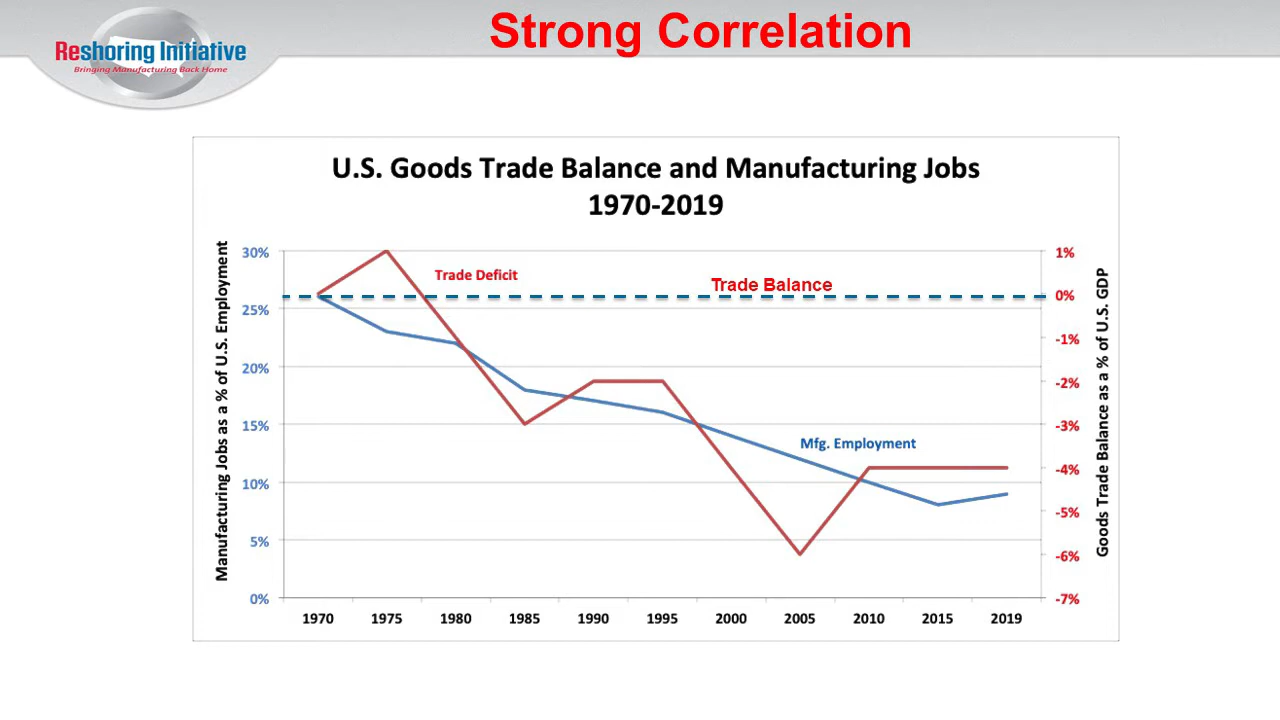 Strong Correlation
Reshoring Initiative
Bringing Manufacturing Back Home
U.S. Goods Trade Balance and Manufacturing Jobs
1970-2019
Manufacturing Jobs as a % of U.S. Employment
30%
25%
20%
15%
10%
5%
0%
Trade Deficit
Trade Balance
Mfg. Employment
1%
0%
-1%
-2%
-3%
-4%
-5%
-6%
-7%
Goods Trade Balance as a % of U.S. GDP
1970 1975 1980 1985 1990 1995 2000 2005 2010 2015 2019